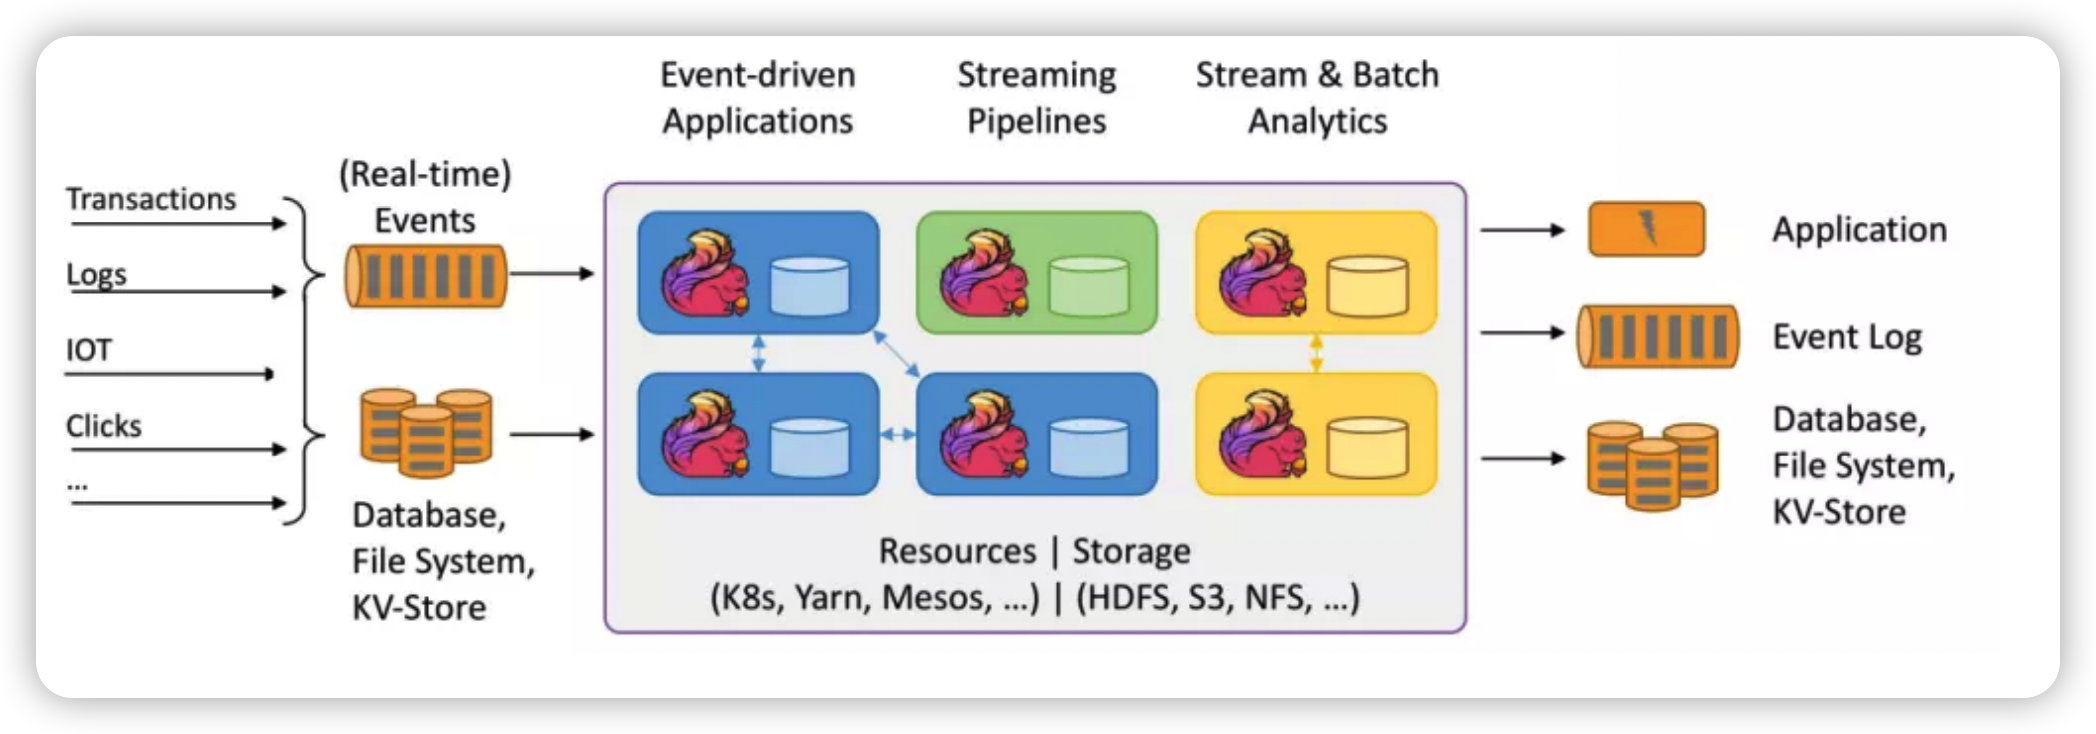 Event-driven
Applications
Streaming
Pipelines
Stream & Batch
Analytics
Transactions
Logs
IOT
Clicks
...
(Real-time)
Events
Database,
File System,
KV-Store
Resources | Storage
(K8s, Yarn, Mesos, ...) | (HDFS, S3, NFS, ...)
Application
Event Log
Database,
File System,
KV-Store